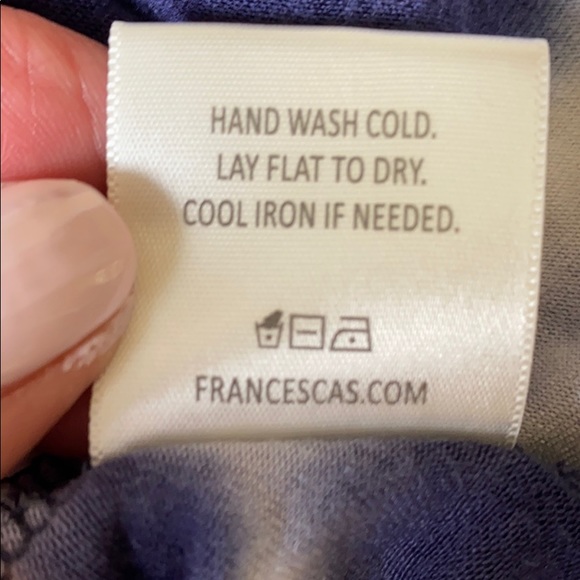 HAND WASH COLD.
LAY FLAT TO DRY.
COOL IRON IF NEEDED.
FRANCESCAS.COM